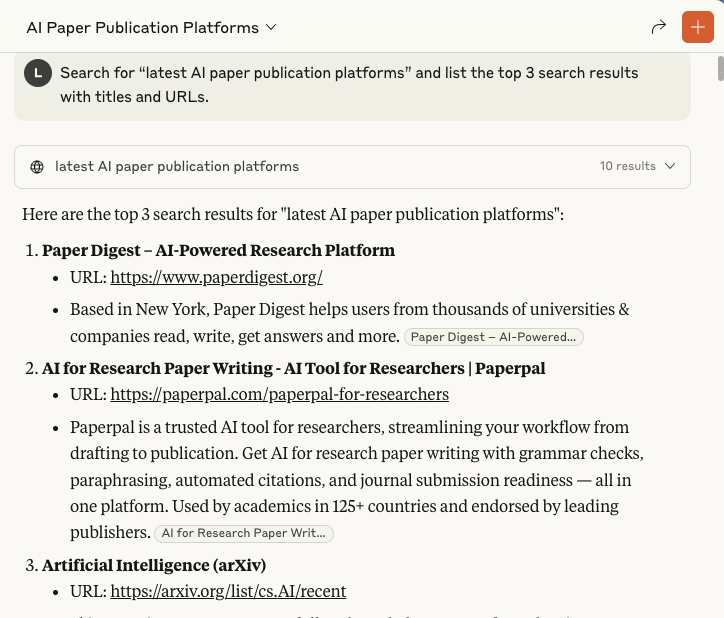 AI Paper Publication Platforms
L
Search for “latest AI paper publication platforms” and list the top 3 search results
with titles and URLs.
latest AI paper publication platforms
10 results
Here are the top 3 search results for "latest AI paper publication platforms":
1. Paper Digest – AI-Powered Research Platform
• URL: https://www.paperdigest.org/
• Based in New York, Paper Digest helps users from thousands of universities &
companies read, write, get answers and more. Paper Digest – AI-Powered...
2. AI for Research Paper Writing - AI Tool for Researchers | Paperpal
• URL: https://paperpal.com/paperpal-for-researchers
• Paperpal is a trusted AI tool for researchers, streamlining your workflow from
drafting to publication. Get AI for research paper writing with grammar checks,
paraphrasing, automated citations, and journal submission readiness — all in
one platform. Used by academics in 125+ countries and endorsed by leading
publishers. AI for Research Paper Writ...
3. Artificial Intelligence (arXiv)
• URL: https://arxiv.org/list/cs.AI/recent